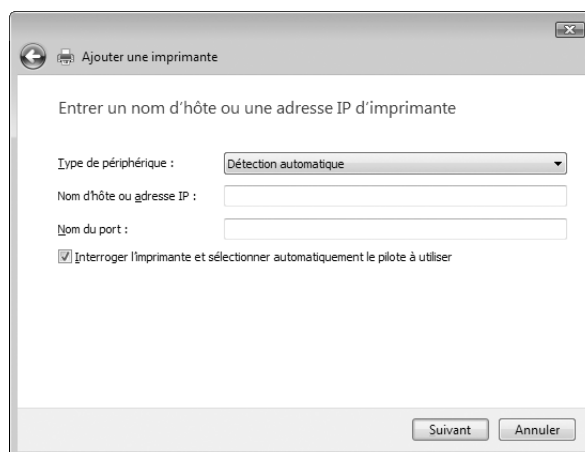 Ajouter une imprimante
Entrer un nom d'hôte ou une adresse IP d'imprimante
Type de périphérique : Détection automatique
Nom d'hôte ou adresse IP :
Nom du port :
Interroger l'imprimante et sélectionner automatiquement le pilote à utiliser
Suivant Annuler